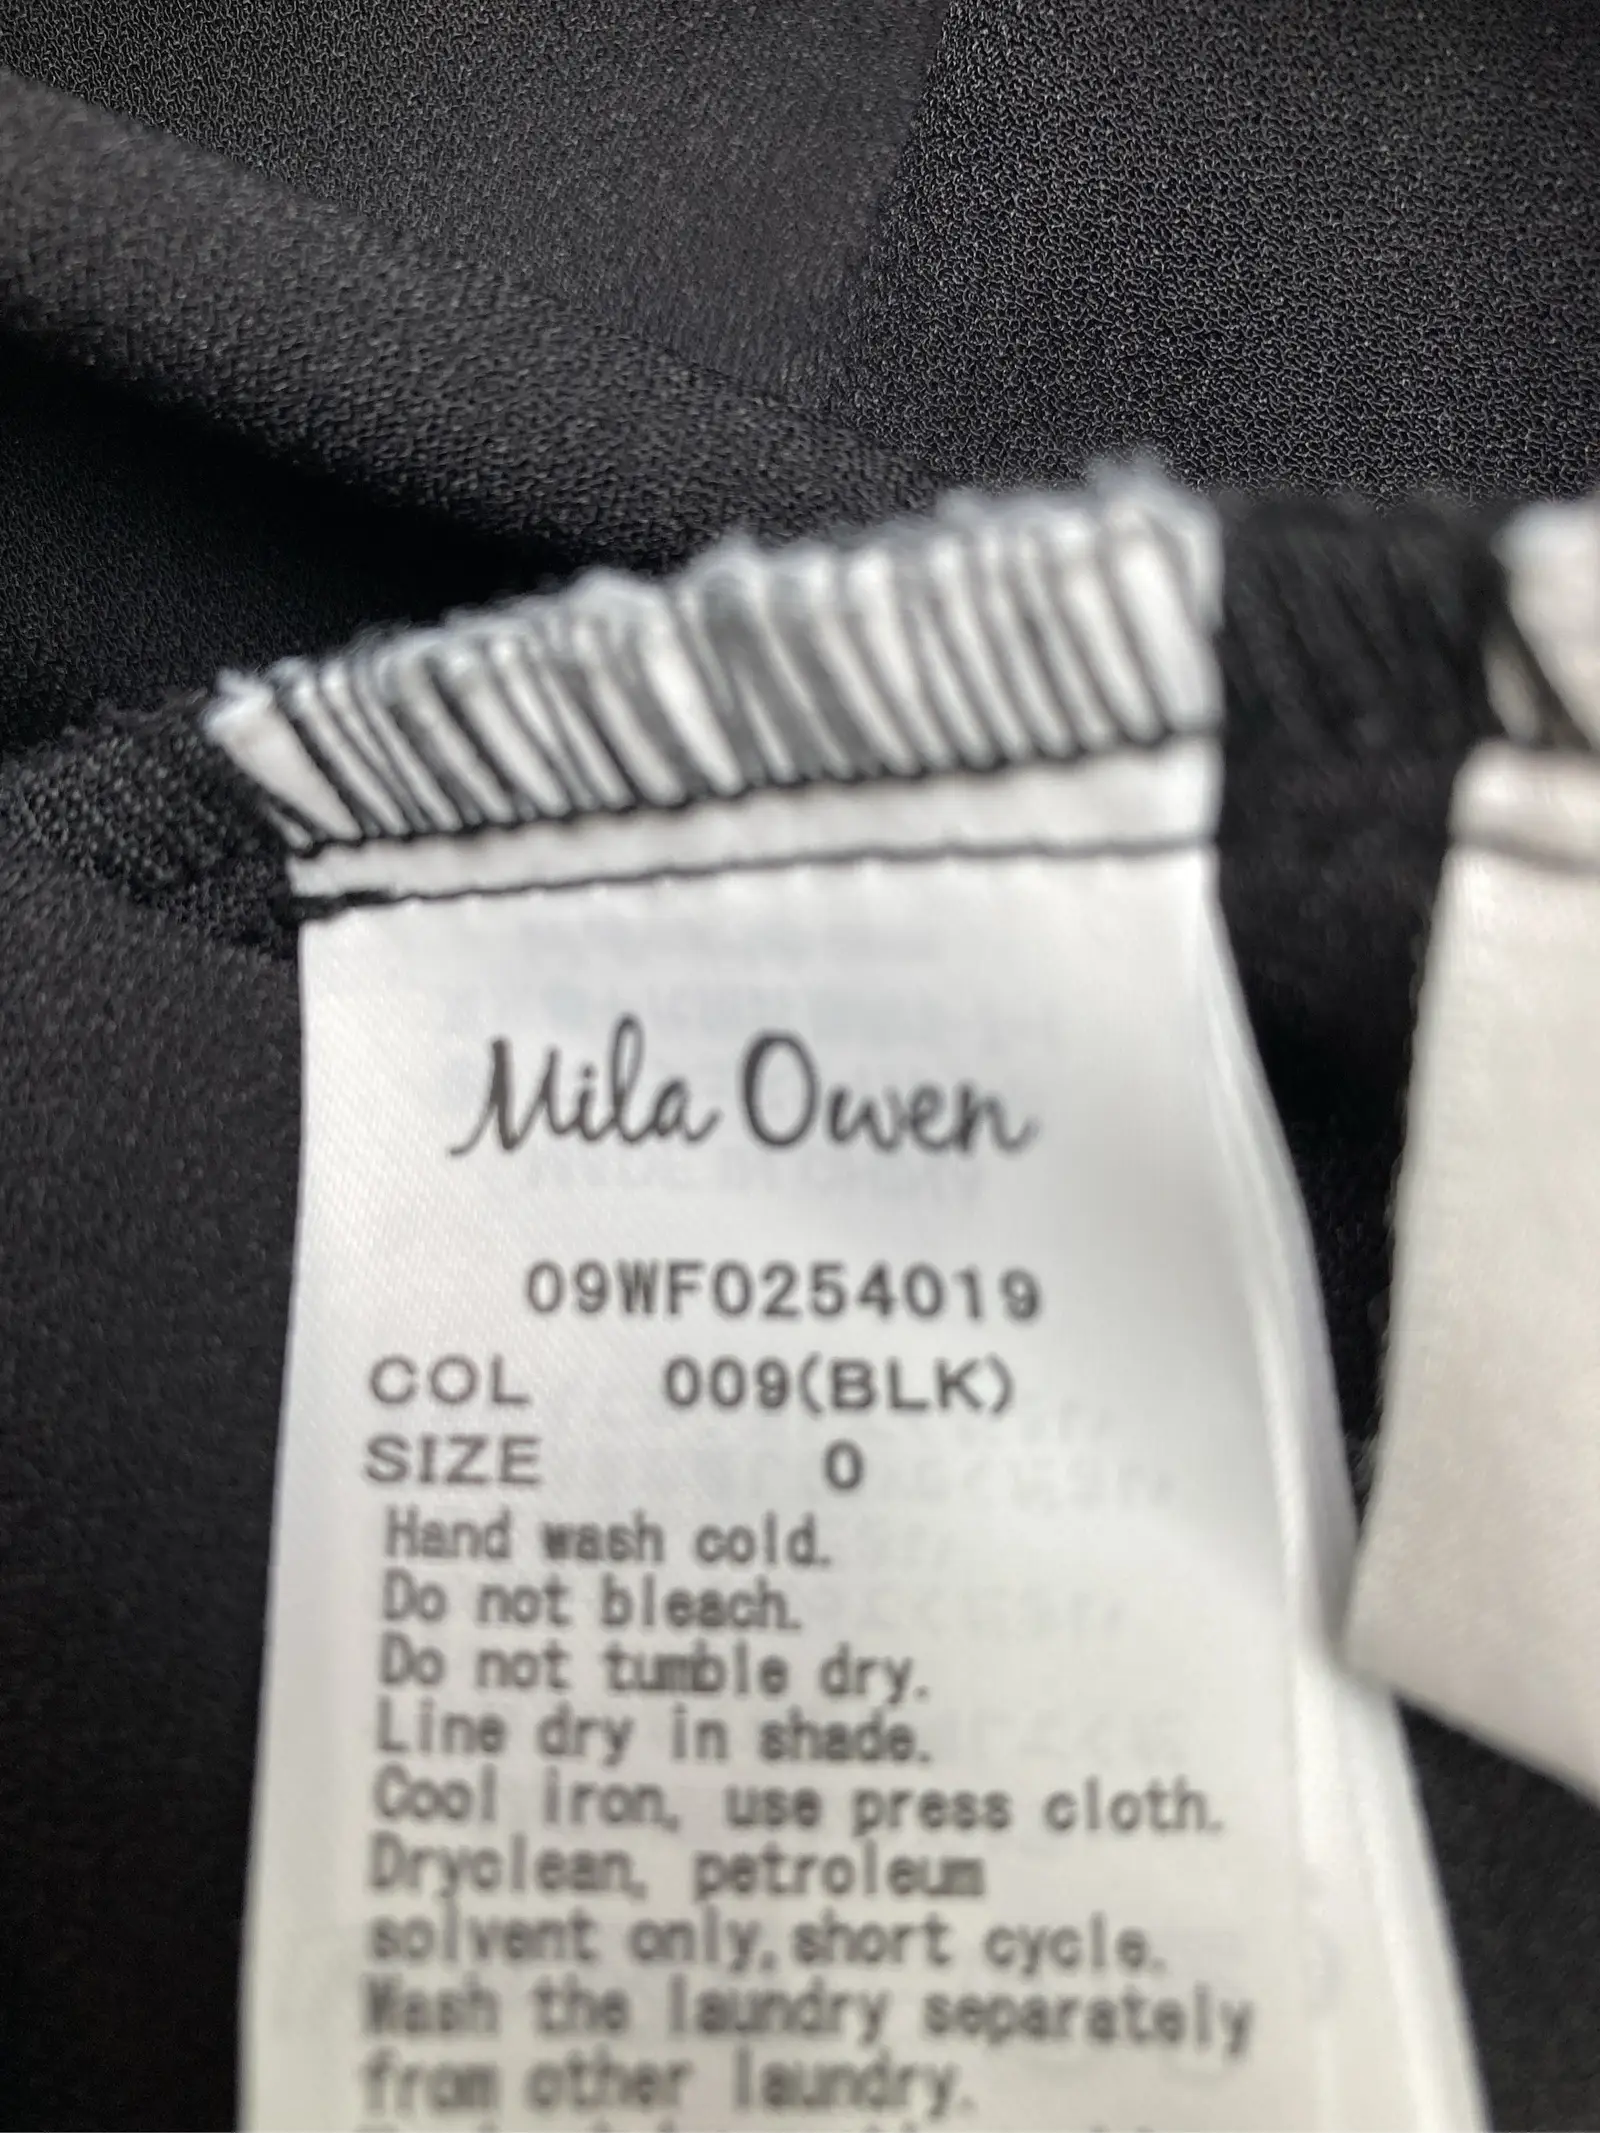 Mila Owen
09WF0254019
COL 009(BLK)
SIZE 0
Hand wash cold.
Do not bleach.
Do not tumble dry.
Line dry in shade.
Cool iron, use press cloth.
Dryclean, petroleum
solvent only, short cycle.
Wash the laundry separately
from other laundry.